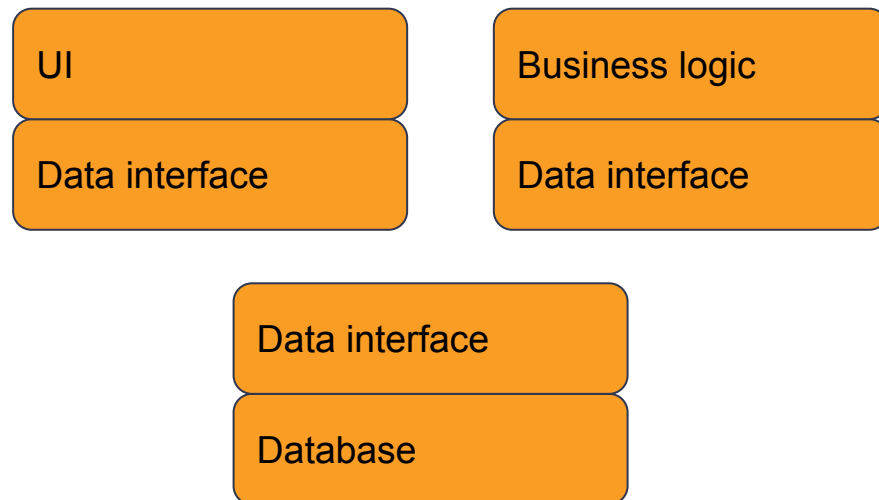 UI
Business logic
Data interface
Data interface
Data interface
Database